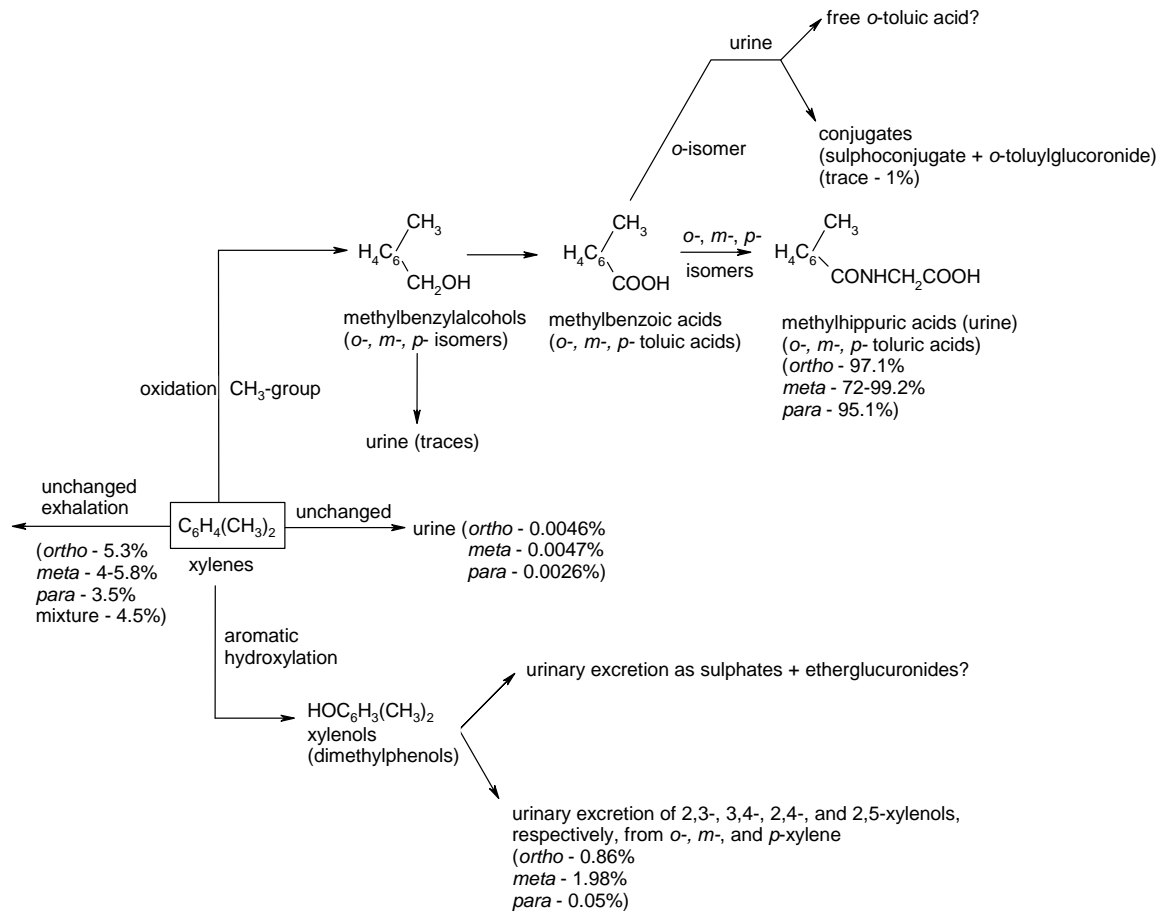 free o-toluic acid?
urine
conjugates
(sulphoconjugate + o-toluylglucoronide)
(trace - 1%)
o-isomer
CH₃
H₄C₆
CH₂OH
methylbenzylalcohols
(o-, m-, p- isomers)
urine (traces)
CH₃
H₄C₆
COOH
methylbenzoic acids
(o-, m-, p- toluic acids)
o-, m-, p-
isomers
CH₃
H₄C₆
CONHCH₂COOH
methylhippuric acids (urine)
(o-, m-, p- toluric acids)
(ortho - 97.1%
meta - 72-99.2%
para - 95.1%)
oxidation
CH₃-group
unchanged
exhalation
(ortho - 5.3%
meta - 4-5.8%
para - 3.5%
mixture - 4.5%)
C₆H₄(CH₃)₂
xylenes
unchanged
urine (ortho - 0.0046%
meta - 0.0047%
para - 0.0026%)
aromatic
hydroxylation
HOC₆H₃(CH₃)₂
xylenols
(dimethylphenols)
urinary excretion as sulphates + etherglucuronides?
urinary excretion of 2,3-, 3,4-, 2,4-, and 2,5-xylenols,
respectively, from o-, m-, and p-xylene
(ortho - 0.86%
meta - 1.98%
para - 0.05%)